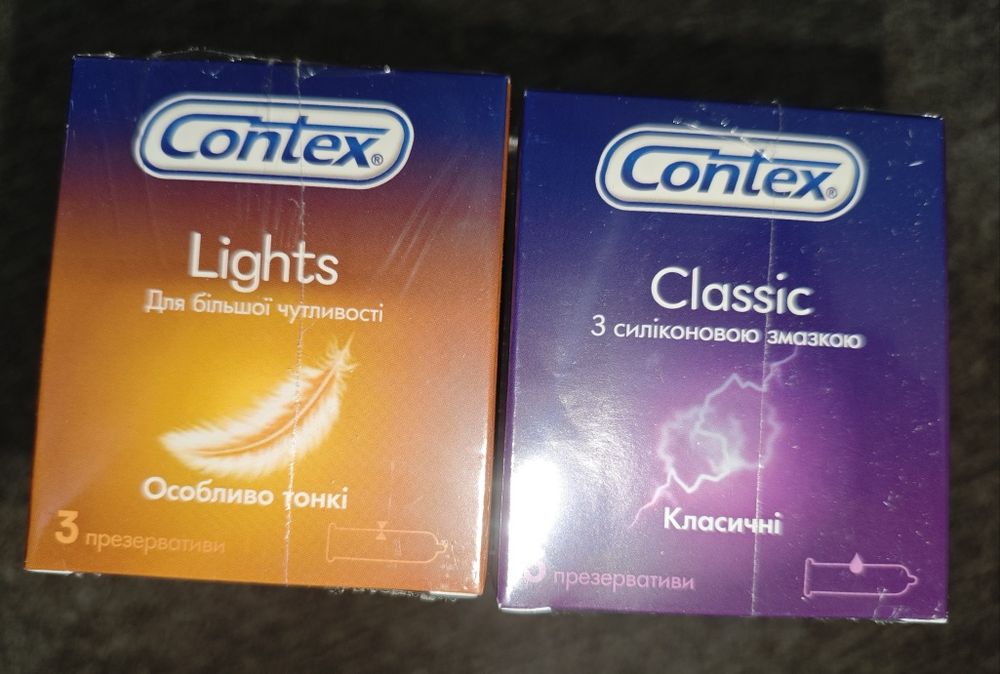 Contex®
Lights
Для більшої чутливості
Особливо тонкі
3 презервативи
Contex®
Classic
З силіконовою змазкою
Класичні
презервативи